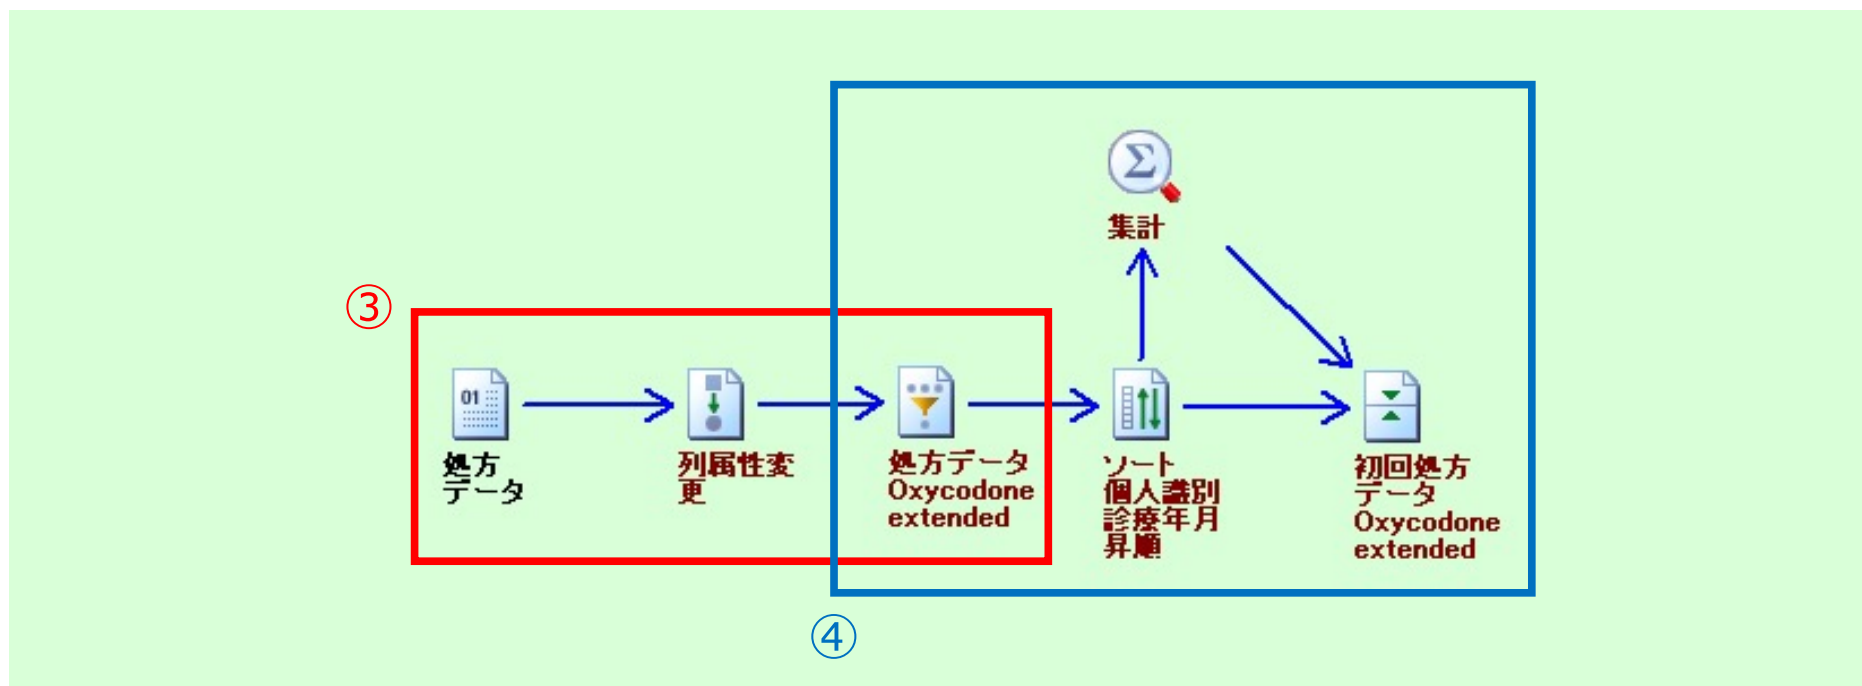 集計
③
01
処方
データ
列属性変
更
処方データ
Oxycodone
extended
ソート
個人識別
診療年月
昇順
初回処方
データ
Oxycodone
extended
④